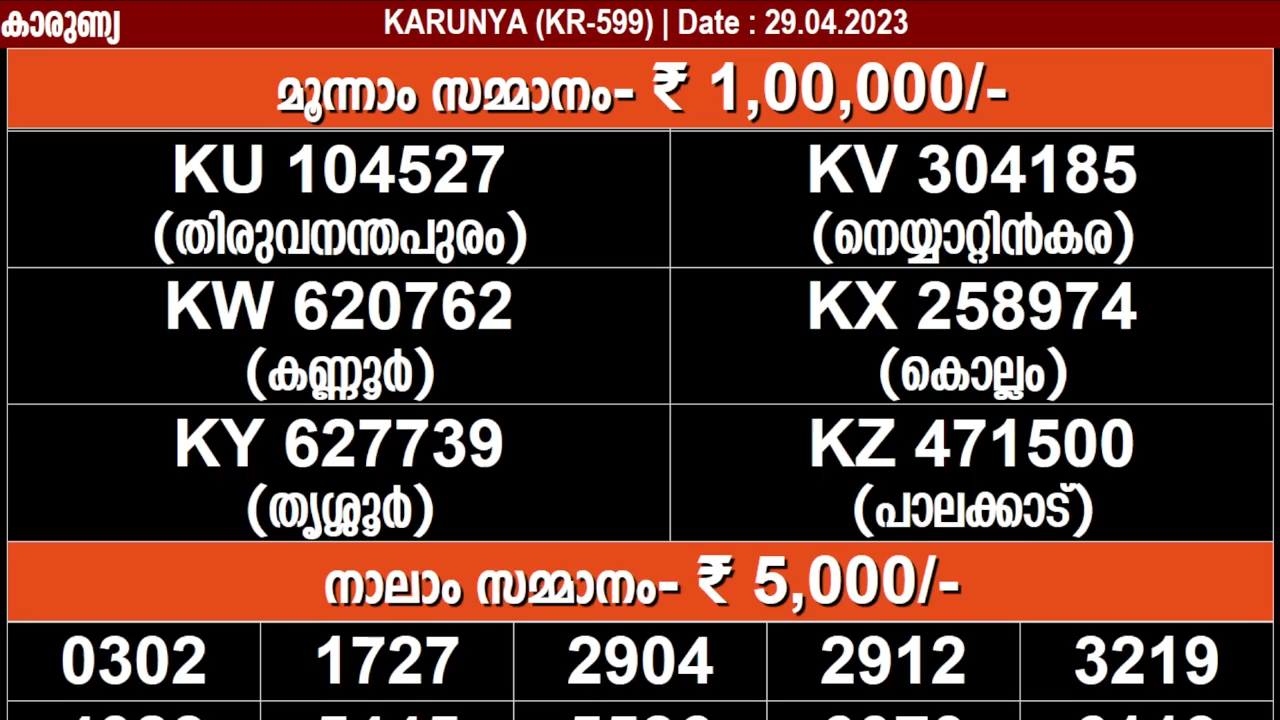 കാരുണ്യ KARUNYA (KR-599) | Date : 29.04.2023
മൂന്നാം സമ്മാനം- ₹ 1,00,000/-
KU 104527 KV 304185
(തിരുവനന്തപുരം) (നെയ്യാറ്റിൻകര)
KW 620762 KX 258974
(കണ്ണൂർ) (കൊല്ലം)
KY 627739 KZ 471500
(തൃശ്ശൂർ) (പാലക്കാട്)
നാലാം സമ്മാനം- ₹ 5,000/-
0302 1727 2904 2912 3219